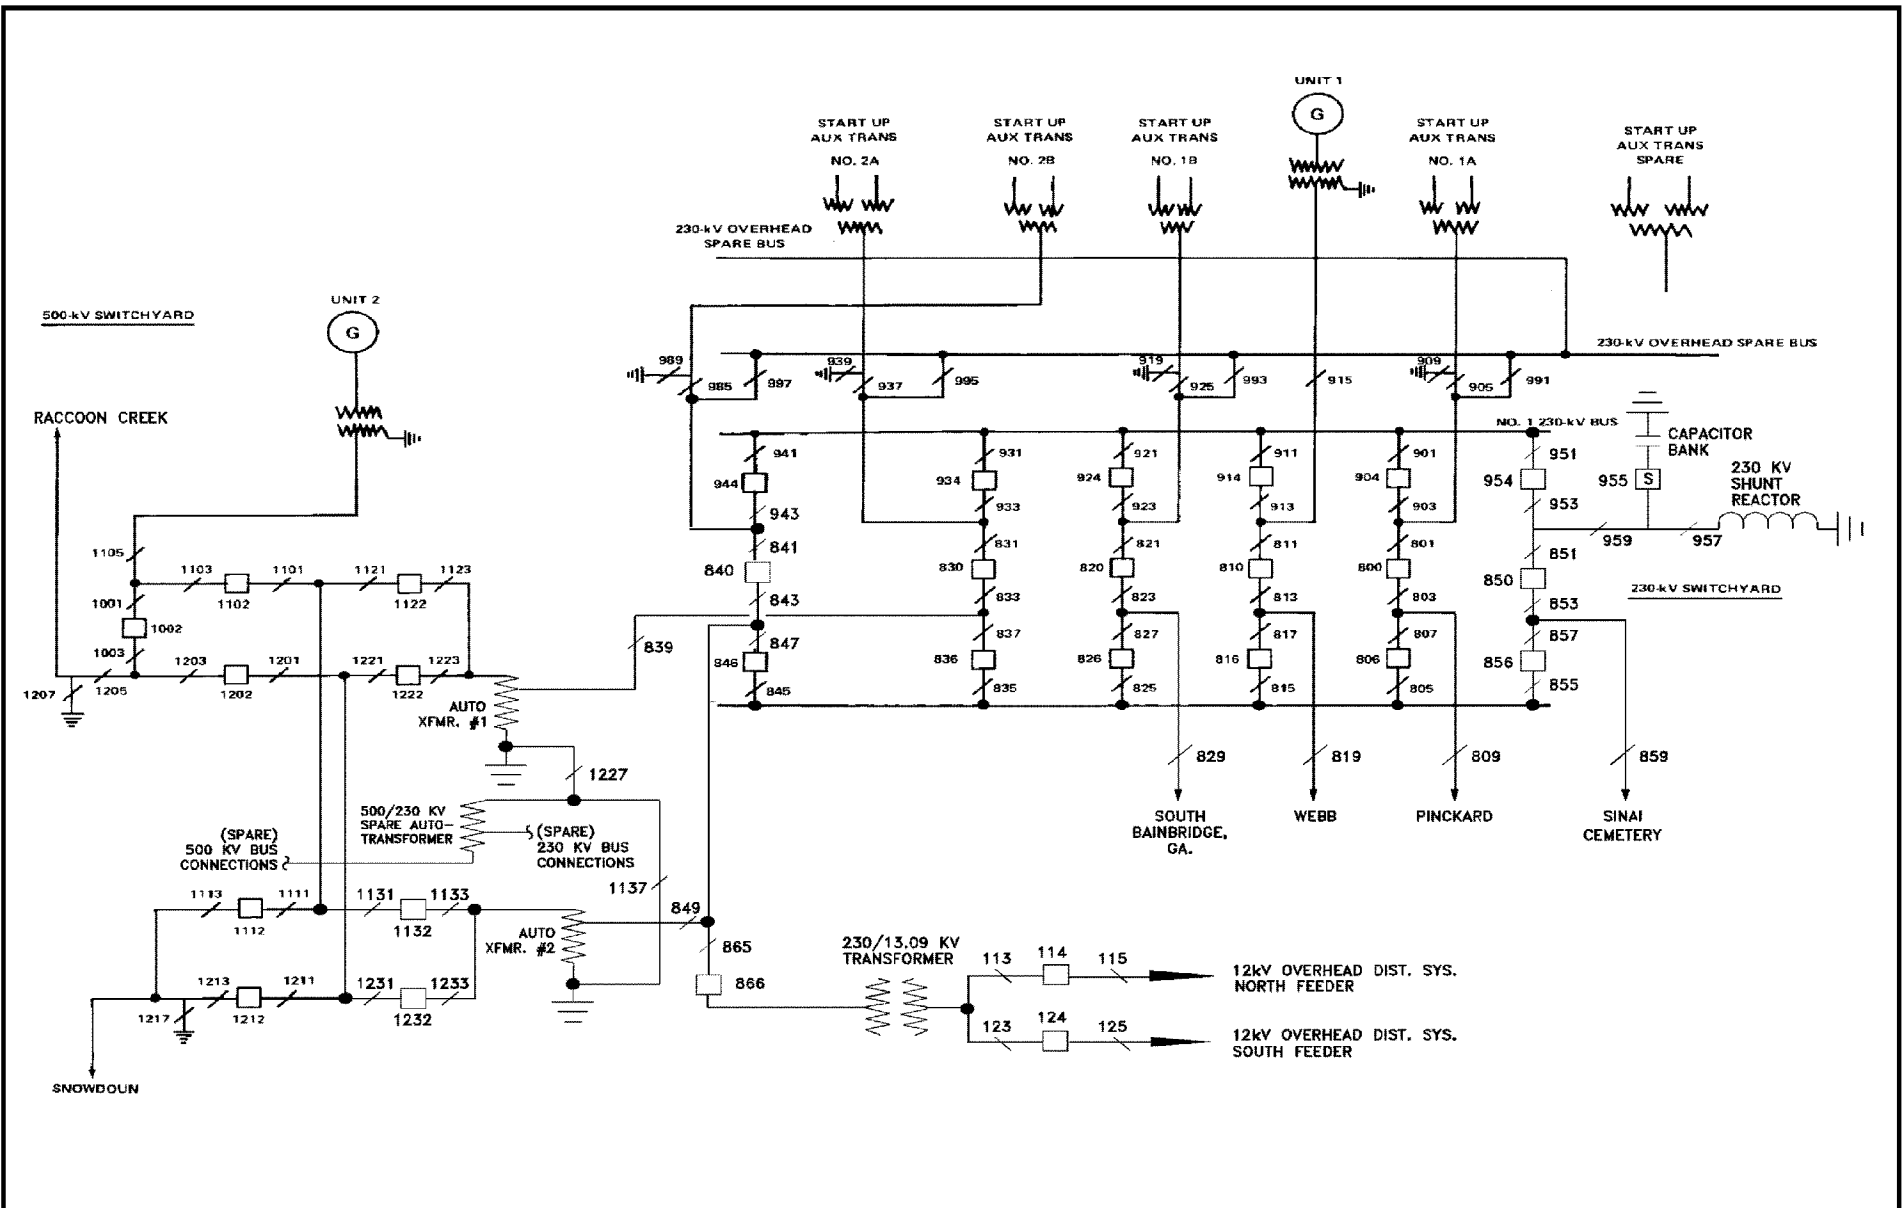 UNIT 1
G
START UP
AUX TRANS
NO. 2A
START UP
AUX TRANS
NO. 2B
START UP
AUX TRANS
NO. 1B
START UP
AUX TRANS
NO. 1A
START UP
AUX TRANS
SPARE
230-kV OVERHEAD
SPARE BUS
UNIT 2
G
500-kV SWITCHYARD
230-kV OVERHEAD SPARE BUS
989
985
997
939
937
995
919
925
993
915
909
905
991
RACCOON CREEK
NO. 1 230-kV BUS
CAPACITOR
BANK
230 KV
SHUNT
REACTOR
941
944
943
931
934
933
921
924
923
911
914
913
901
904
903
951
954
953
955
S
959
957
841
840
843
831
830
833
821
820
823
811
810
813
801
800
803
851
850
853
230-kV SWITCHYARD
1105
1103
1101
1102
1121
1123
1122
1001
1002
1003
1203
1201
1202
1221
1223
1222
1207
1205
839
847
846
845
837
836
835
827
826
825
817
816
815
807
806
805
857
856
855
AUTO
XFMR. #1
1227
829
819
809
859
SOUTH
BAINBRIDGE,
GA.
WEBB
PINCKARD
SINAI
CEMETERY
500/230 KV
SPARE AUTO-
TRANSFORMER
(SPARE)
500 KV BUS
CONNECTIONS
(SPARE)
230 KV BUS
CONNECTIONS
1137
1113
1111
1112
1131
1133
1132
849
AUTO
XFMR. #2
865
866
1213
1211
1212
1217
1231
1233
1232
230/13.09 KV
TRANSFORMER
113
114
115
12kV OVERHEAD DIST. SYS.
NORTH FEEDER
123
124
125
12kV OVERHEAD DIST. SYS.
SOUTH FEEDER
SNOWDOUN